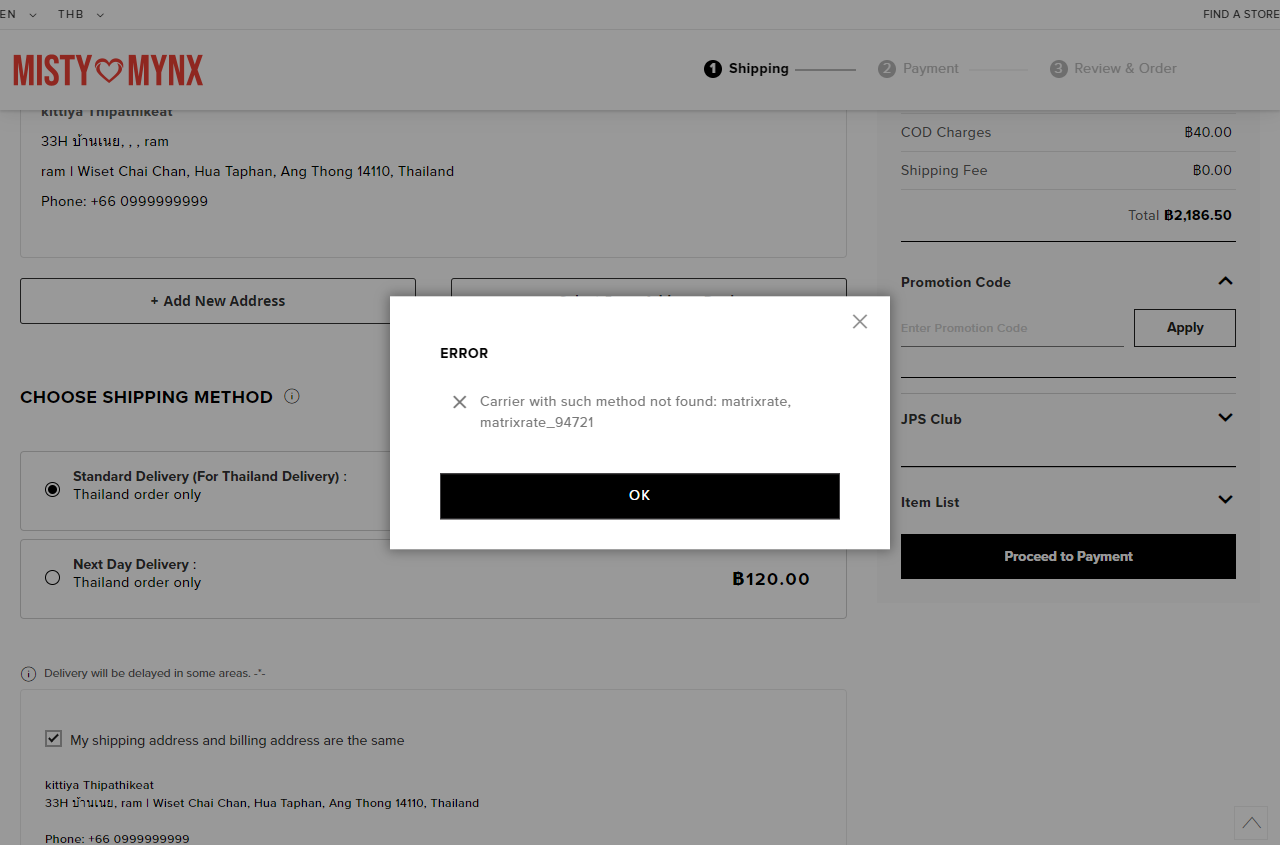 EN THB FIND A STORE
MISTY MYNX
1 Shipping 2 Payment 3 Review & Order
kittiya Thipathikeat
33H บ้านเนย, , , ram
ram | Wiset Chai Chan, Hua Taphan, Ang Thong 14110, Thailand
Phone: +66 0999999999
+ Add New Address
CHOOSE SHIPPING METHOD
Standard Delivery (For Thailand Delivery) :
Thailand order only
Next Day Delivery :
Thailand order only
฿120.00
Delivery will be delayed in some areas. -*-
My shipping address and billing address are the same
kittiya Thipathikeat
33H บ้านเนย, ram | Wiset Chai Chan, Hua Taphan, Ang Thong 14110, Thailand
Phone: +66 0999999999
COD Charges ฿40.00
Shipping Fee ฿0.00
Total ฿2,186.50
Promotion Code
Enter Promotion Code
Apply
JPS Club
Item List
Proceed to Payment
ERROR
Carrier with such method not found: matrixrate,
matrixrate_94721
OK